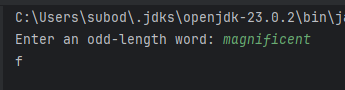 C:\Users\subod\.jdks\openjdk-23.0.2\bin\j
Enter an odd-length word: magnificent
f